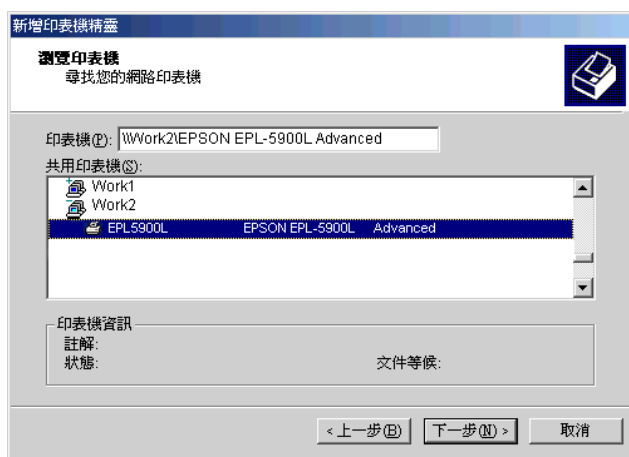 新增印表機精靈
瀏覽印表機
尋找您的網路印表機
印表機(P): \\Work2\EPSON EPL-5900L Advanced
共用印表機(S):
Work1
Work2
EPL5900L EPSON EPL-5900L Advanced
印表機資訊
註解:
狀態: 文件等候:
<上一步(B) 下一步(N)> 取消